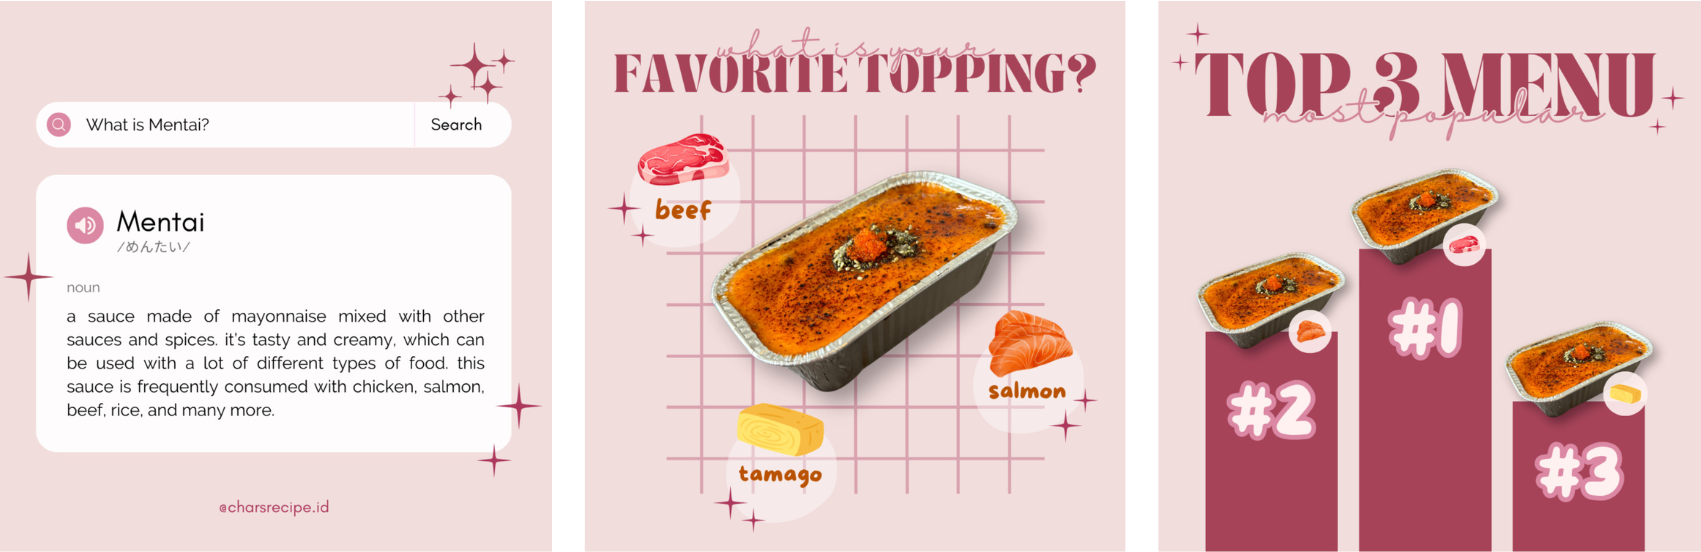 What is Mentai?
Search
Mentai
/めんたい/
noun
a sauce made of mayonnaise mixed with other
sauces and spices. it's tasty and creamy, which can
be used with a lot of different types of food. this
sauce is frequently consumed with chicken, salmon,
beef, rice, and many more.
@charsrecipe.id
what is your
FAVORITE TOPPING?
beef
salmon
tamago
TOP 3 MENU
most popular
#1
#2
#3